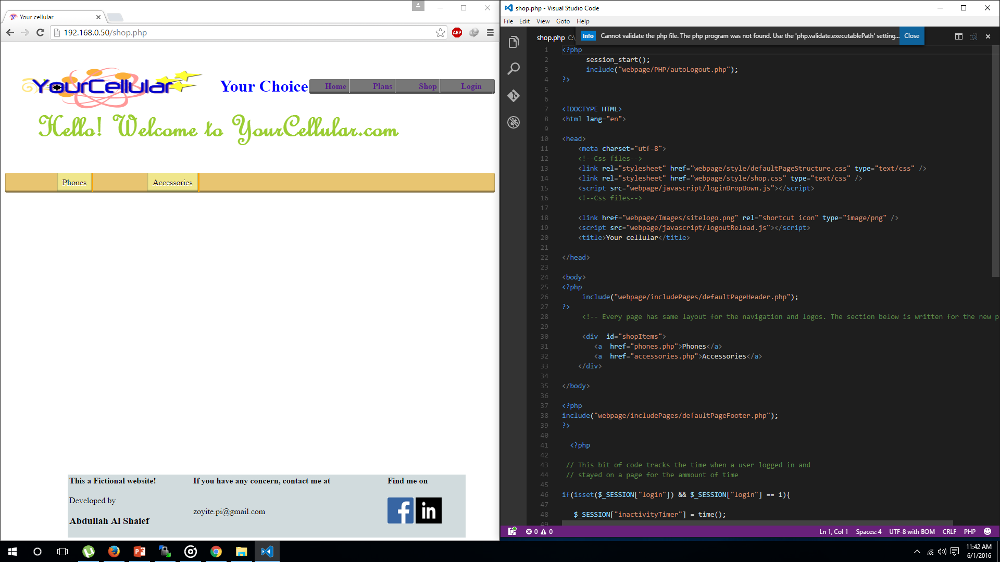 Your cellular
192.168.0.50/shop.php
ABP
YourCellular
Your Choice
Home Plans Shop Login
Hello! Welcome to YourCellular.com
Phones Accessories
This a Fictional website!
Developed by
Abdullah Al Shaief
If you have any concern, contact me at
zoyite.pi@gmail.com
Find me on
f in
shop.php - Visual Studio Code
File Edit View Goto Help
shop.php C:\
Info Cannot validate the php file. The php program was not found. Use the 'php.validate.executablePath' setting... Close
1 <?php
2 session_start();
3 include("webpage/PHP/autoLogout.php");
4 ?>
5
6
7 <!DOCTYPE HTML>
8 <html lang="en">
9
10 <head>
11 <meta charset="utf-8">
12 <!--Css files-->
13 <link rel="stylesheet" href="webpage/style/defaultPageStructure.css" type="text/css" />
14 <link rel="stylesheet" href="webpage/style/shop.css" type="text/css" />
15 <script src="webpage/javascript/loginDropDown.js"></script>
16 <!--Css files-->
17
18 <link href="webpage/Images/sitelogo.png" rel="shortcut icon" type="image/png" />
19 <script src="webpage/javascript/logoutReload.js"></script>
20 <title>Your cellular</title>
21
22 </head>
23
24 <body>
25 <?php
26 include("webpage/includePages/defaultPageHeader.php");
27 ?>
28 <!-- Every page has same layout for the navigation and logos. The section below is written for the new p
29
30 <div  id="shopItems">
31 <a  href="phones.php">Phones</a>
32 <a  href="accessories.php">Accessories</a>
33 </div>
34
35 </body>
36
37 <?php
38 include("webpage/includePages/defaultPageFooter.php");
39 ?>
40
41 <?php
42
43 // This bit of code tracks the time when a user logged in and
44 // stayed on a page for the ammount of time
45
46 if(isset($_SESSION["login"]) && $_SESSION["login"] == 1){
47
48 $_SESSION["inactivityTimer"] = time();
49
0 0
Ln 1, Col 1 Spaces: 4 UTF-8 with BOM CRLF PHP
11:42 AM
6/1/2016